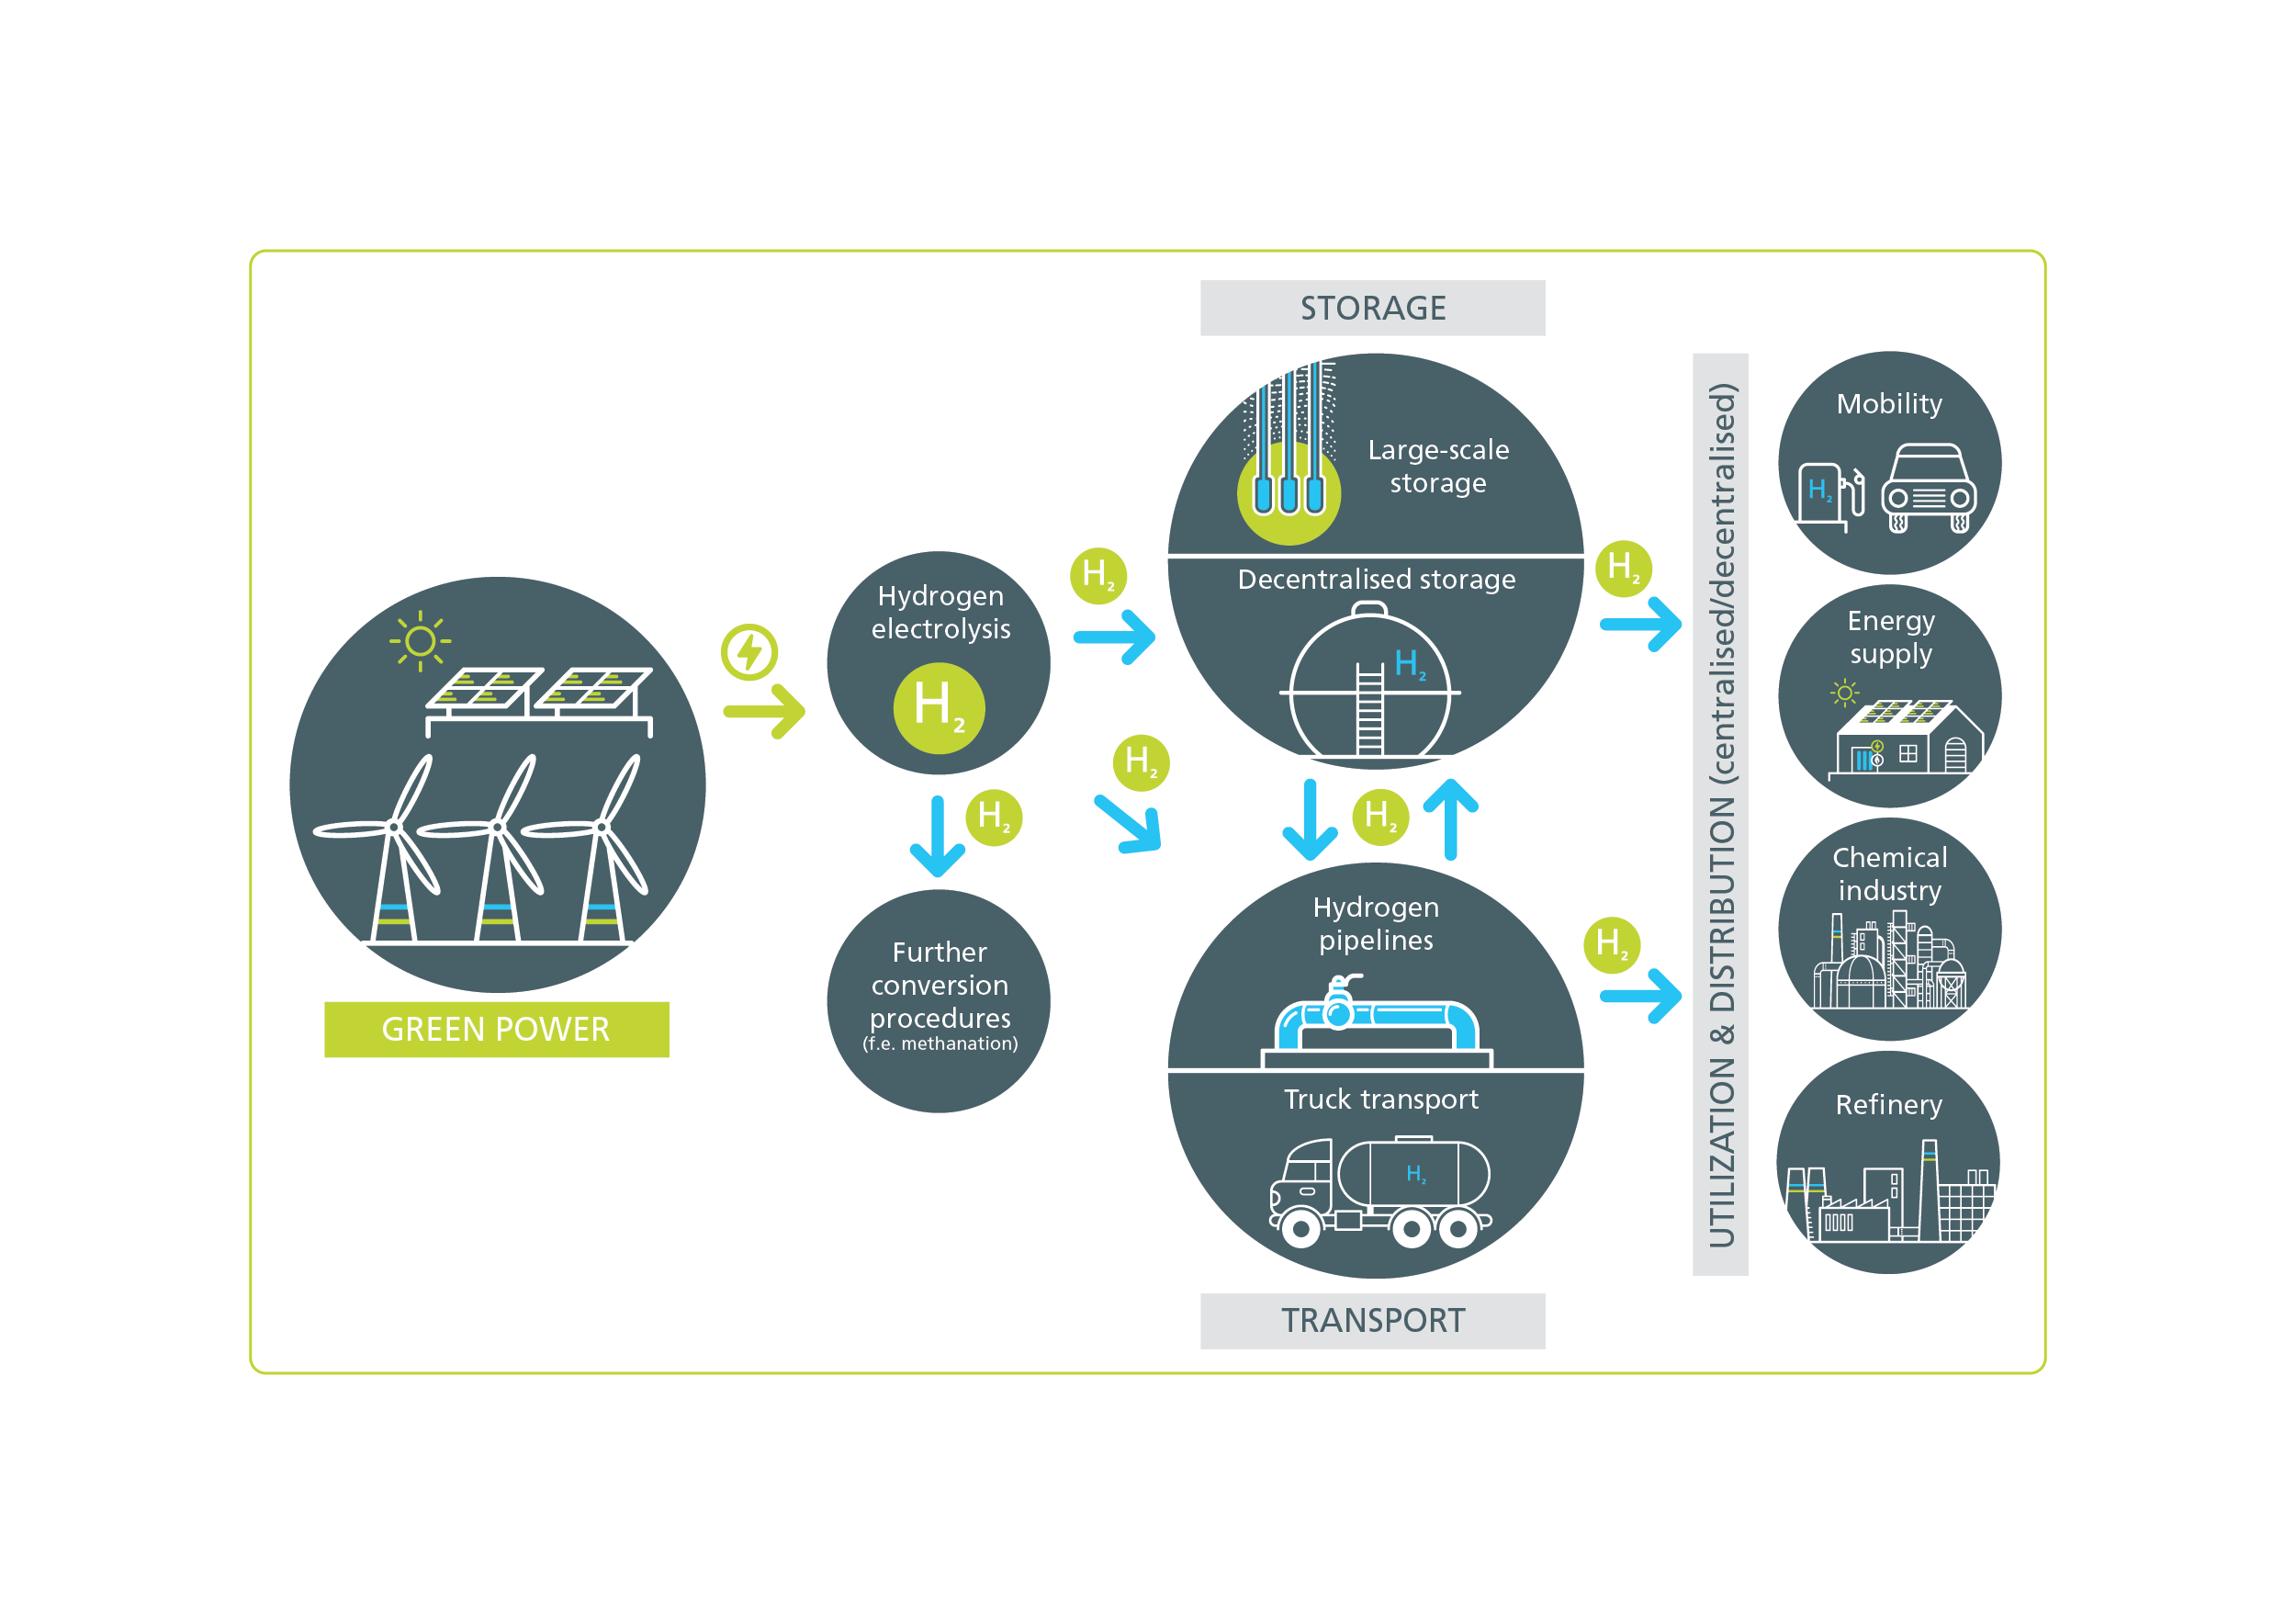 STORAGE
Large-scale
storage
Decentralised storage
H₂
Hydrogen
electrolysis
H₂
H₂
H₂
H₂
H₂
Further
conversion
procedures
(f.e. methanation)
GREEN POWER
Hydrogen
pipelines
Truck transport
H₂
TRANSPORT
H₂
H₂
UTILIZATION & DISTRIBUTION (centralised/decentralised)
Mobility
H₂
Energy
supply
Chemical
industry
Refinery